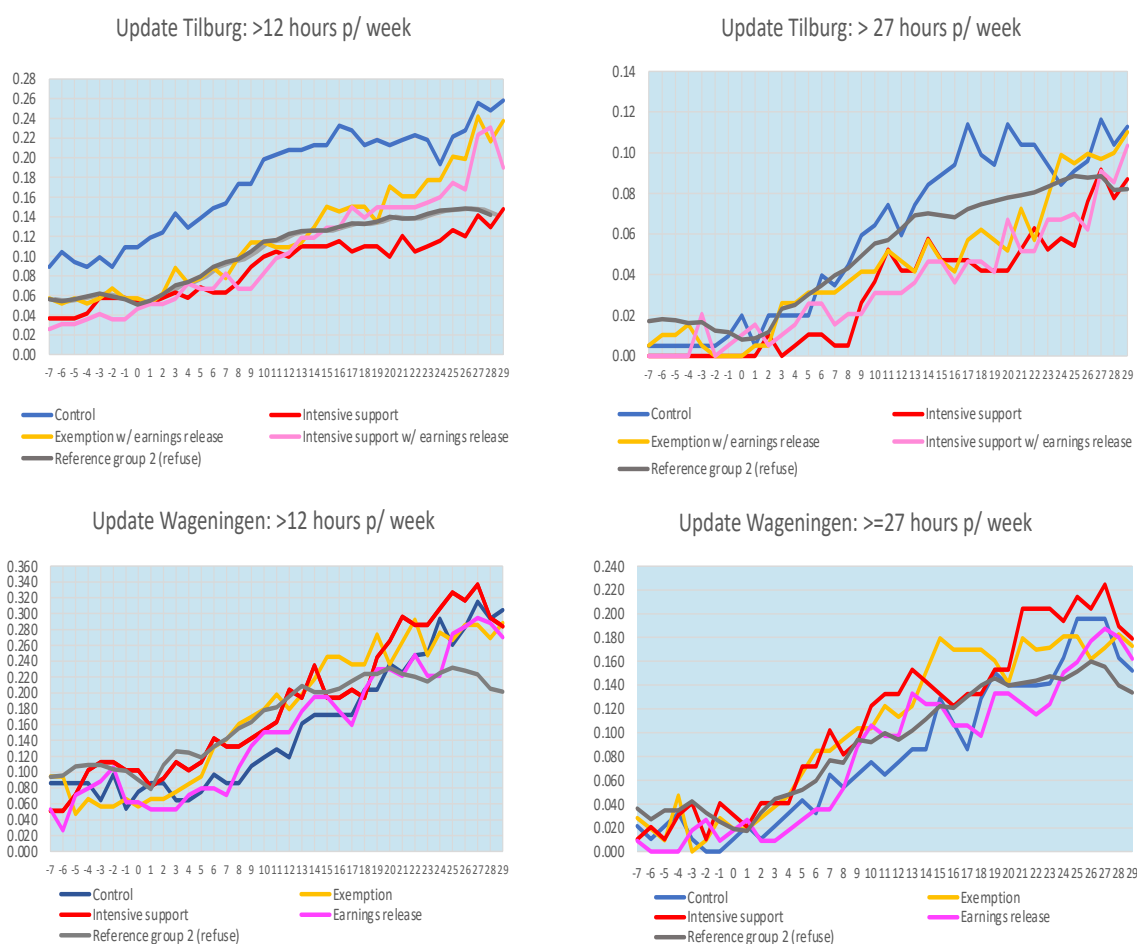 Update Tilburg: >12 hours p/ week
0.28
0.26
0.24
0.22
0.20
0.18
0.16
0.14
0.12
0.10
0.08
0.06
0.04
0.02
0.00
-7 -6 -5 -4 -3 -2 -1 0 1 2 3 4 5 6 7 8 9 10 11 12 13 14 15 16 17 18 19 20 21 22 23 24 25 26 27 28 29
Control Intensive support
Exemption w/ earnings release Intensive support w/ earnings release
Reference group 2 (refuse)
Update Tilburg: > 27 hours p/ week
0.14
0.12
0.10
0.08
0.06
0.04
0.02
0.00
-7 -6 -5 -4 -3 -2 -1 0 1 2 3 4 5 6 7 8 9 10 11 12 13 14 15 16 17 18 19 20 21 22 23 24 25 26 27 28 29
Control Intensive support
Exemption w/ earnings release Intensive support w/ earnings release
Reference group 2 (refuse)
Update Wageningen: >12 hours p/ week
0.360
0.340
0.320
0.300
0.280
0.260
0.240
0.220
0.200
0.180
0.160
0.140
0.120
0.100
0.080
0.060
0.040
0.020
0.000
-7 -6 -5 -4 -3 -2 -1 0 1 2 3 4 5 6 7 8 9 10 11 12 13 14 15 16 17 18 19 20 21 22 23 24 25 26 27 28 29
Control Exemption
Intensive support Earnings release
Reference group 2 (refuse)
Update Wageningen: >=27 hours p/ week
0.240
0.220
0.200
0.180
0.160
0.140
0.120
0.100
0.080
0.060
0.040
0.020
0.000
-7 -6 -5 -4 -3 -2 -1 0 1 2 3 4 5 6 7 8 9 10 11 12 13 14 15 16 17 18 19 20 21 22 23 24 25 26 27 28 29
Control Exemption
Intensive support Earnings release
Reference group 2 (refuse)